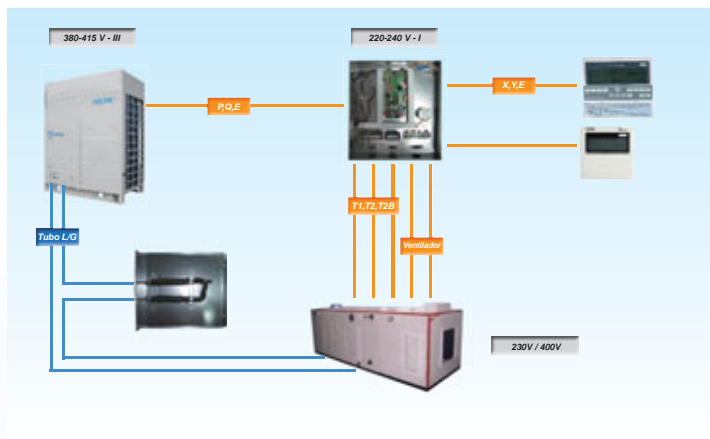 380-415 V - III
220-240 V - I
P,Q,E
X,Y,E
T1,T2,T2B
Tubo L/G
Ventilador
230V / 400V